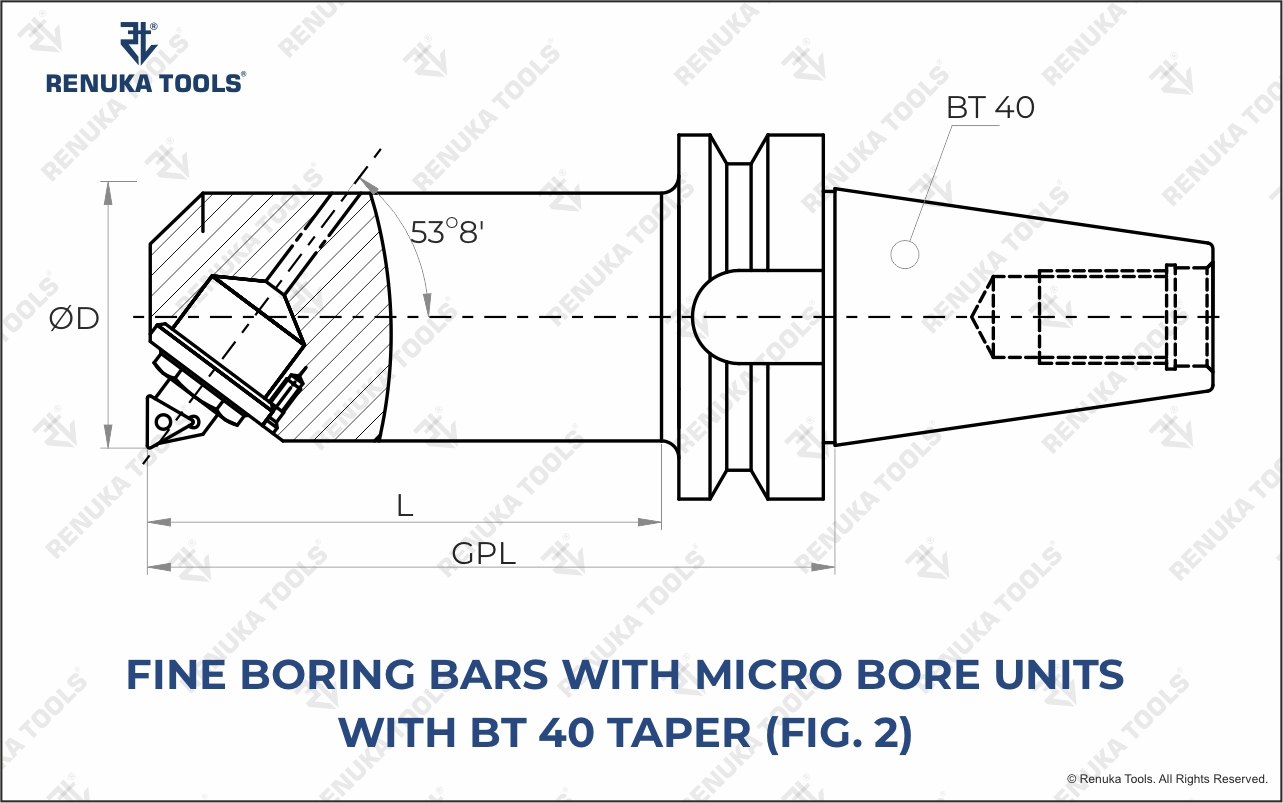 RENUKA TOOLS®
BT 40
53°8'
ØD
L
GPL
FINE BORING BARS WITH MICRO BORE UNITS
WITH BT 40 TAPER (FIG. 2)
© Renuka Tools. All Rights Reserved.